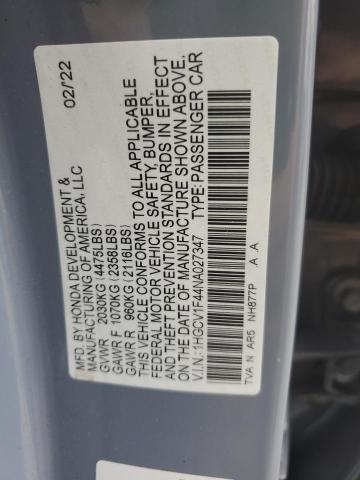 MFD. BY HONDA DEVELOPMENT &
MANUFACTURING OF AMERICA, LLC 02/22
GVWR 2030KG (4475LBS)
GAWR F 1070KG (2358LBS)
GAWR R 960KG (2116LBS)
THIS VEHICLE CONFORMS TO ALL APPLICABLE
FEDERAL MOTOR VEHICLE SAFETY, BUMPER,
AND THEFT PREVENTION STANDARDS IN EFFECT
ON THE DATE OF MANUFACTURE SHOWN ABOVE.
V.I.N.: 1HGCV1F44NA027347 TYPE: PASSENGER CAR
TVA N AR5 NH877P . A . A